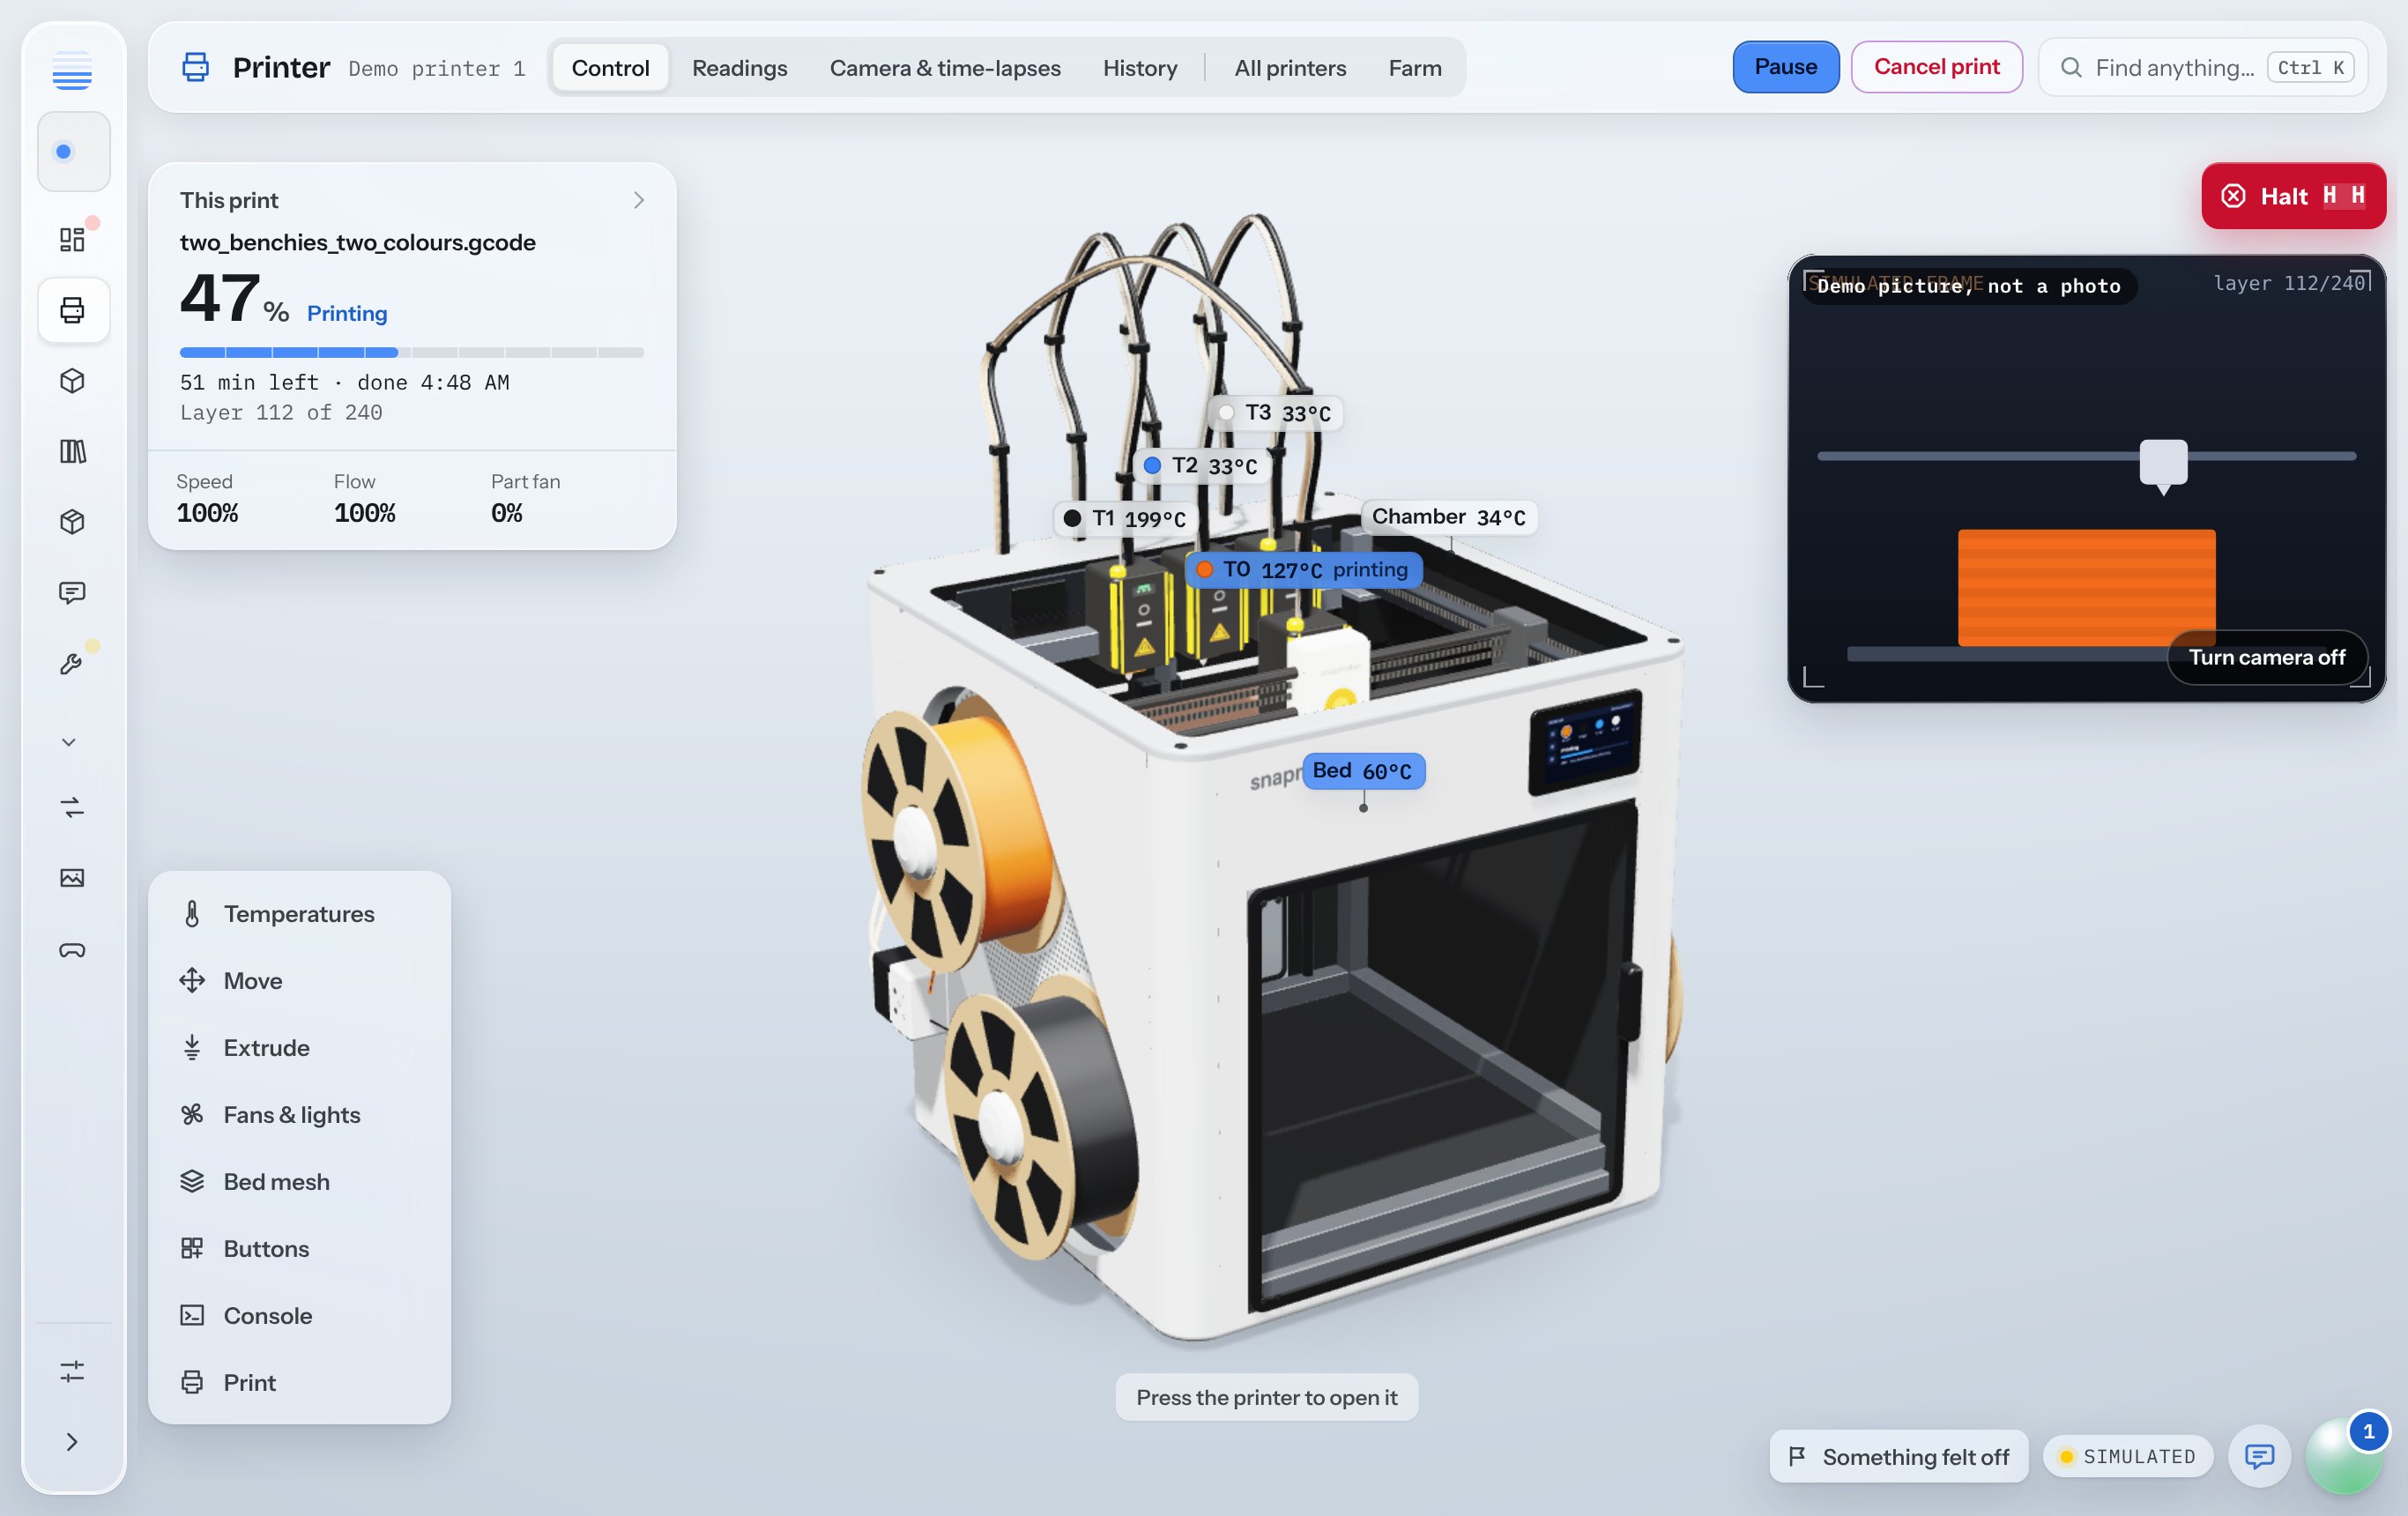 Printer Demo printer 1 Control Readings Camera & time-lapses History All printers Farm Pause Cancel print Find anything... Ctrl K
This print
two_benchies_two_colours.gcode
47% Printing
51 min left · done 4:48 AM
Layer 112 of 240
Speed Flow Part fan
100% 100% 0%
Halt H H
SIMULATED FRAME
Demo picture, not a photo
layer 112/240
Turn camera off
T3 33°C
T2 33°C
T1 199°C
Chamber 34°C
T0 127°C printing
snapr
Bed 60°C
Temperatures
Move
Extrude
Fans & lights
Bed mesh
Buttons
Console
Print
Press the printer to open it
Something felt off
SIMULATED
1